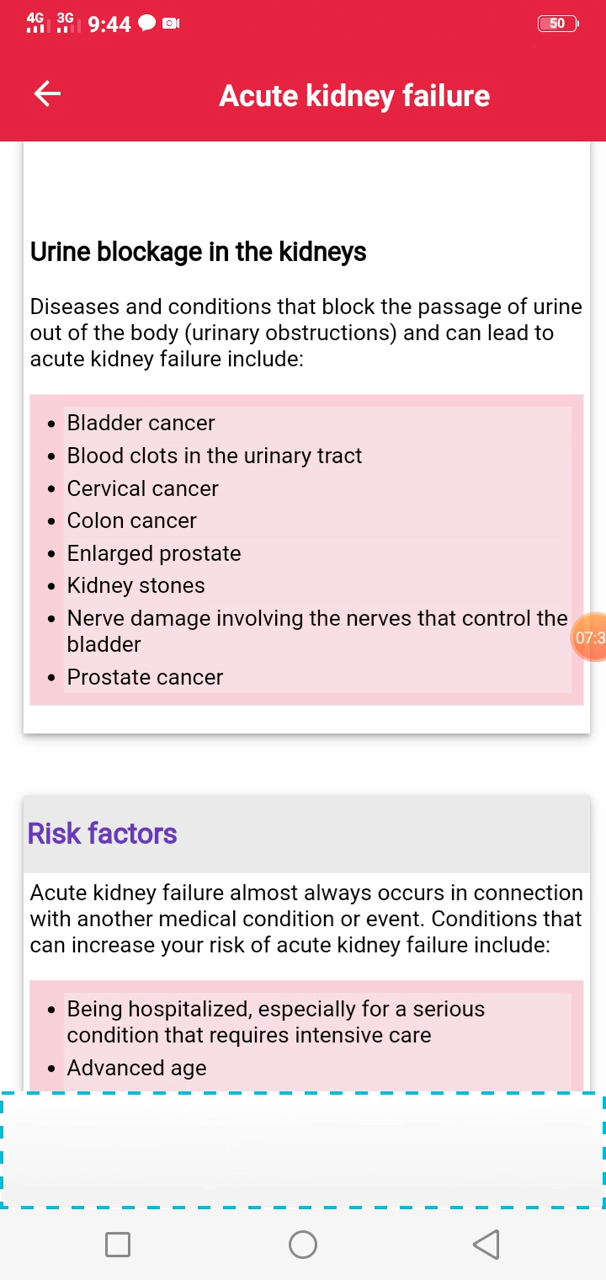 4G 3G 9:44 50
Acute kidney failure
Urine blockage in the kidneys
Diseases and conditions that block the passage of urine
out of the body (urinary obstructions) and can lead to
acute kidney failure include:
• Bladder cancer
• Blood clots in the urinary tract
• Cervical cancer
• Colon cancer
• Enlarged prostate
• Kidney stones
• Nerve damage involving the nerves that control the
bladder
07:3
• Prostate cancer
Risk factors
Acute kidney failure almost always occurs in connection
with another medical condition or event. Conditions that
can increase your risk of acute kidney failure include:
• Being hospitalized, especially for a serious
condition that requires intensive care
• Advanced age